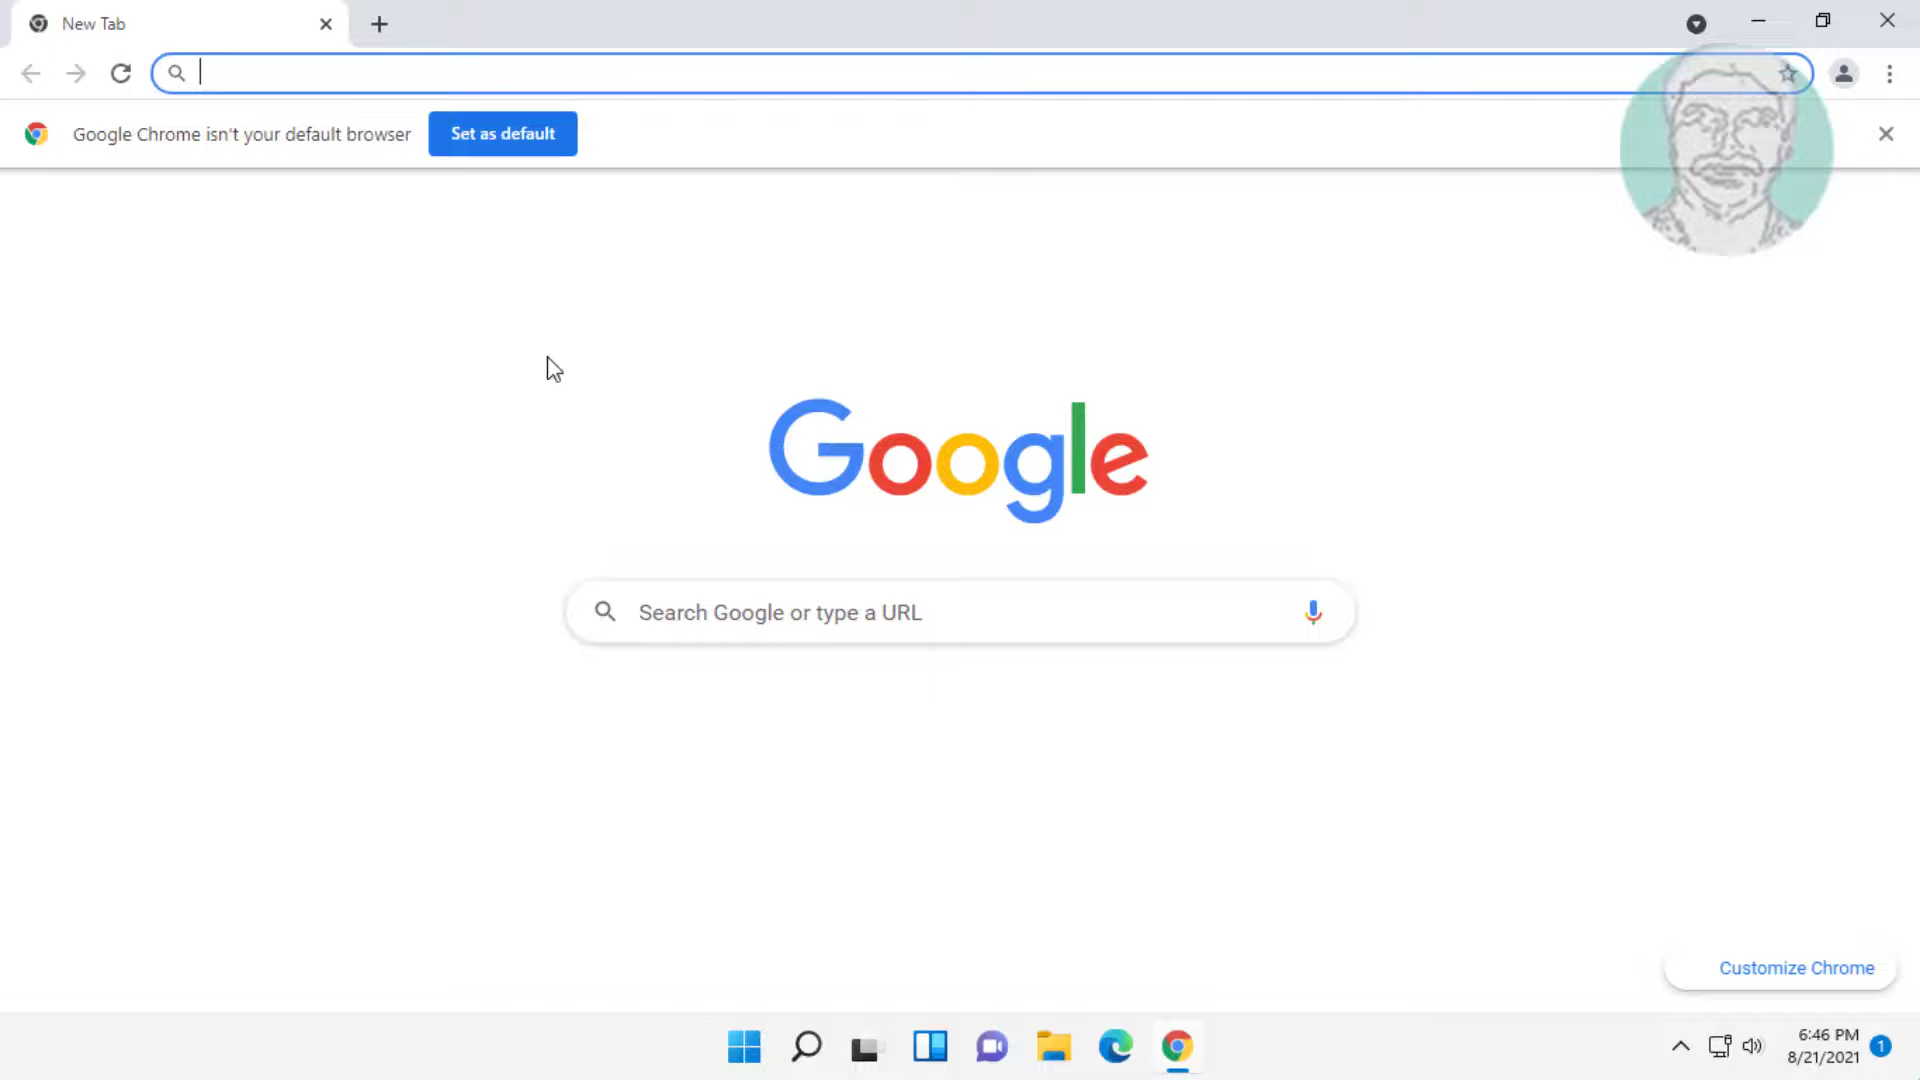 New Tab
Google Chrome isn't your default browser
Set as default
Google
Search Google or type a URL
Customize Chrome
6:46 PM
8/21/2021
1